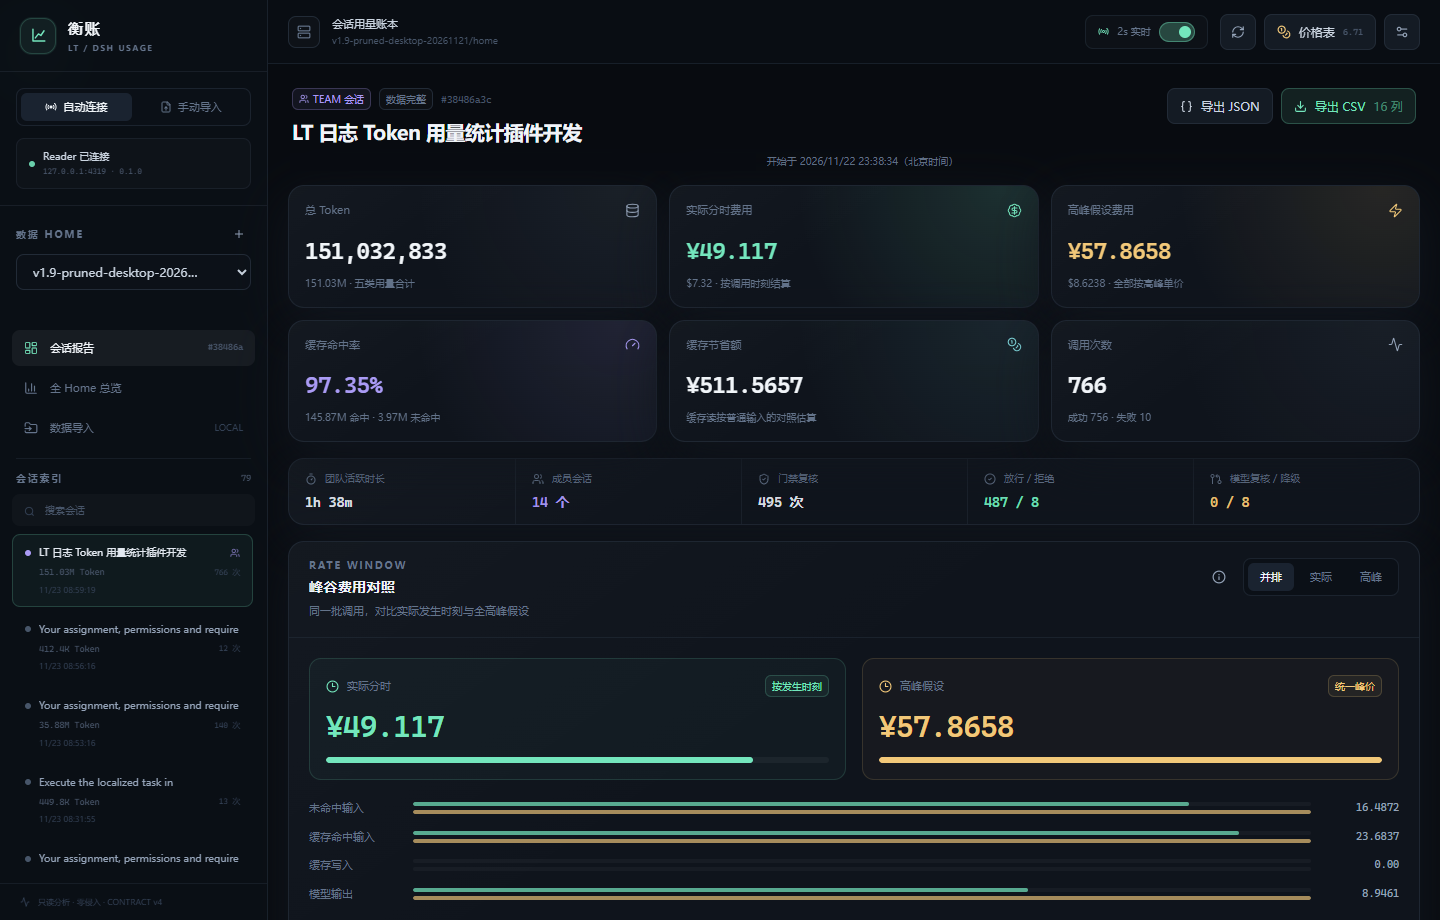 衡账
LT / DSH USAGE
自动连接
手动导入
Reader 已连接
127.0.0.1:4319 · 0.1.0
数据 HOME
v1.9-pruned-desktop-2026...
会话报告
#38486a
全 Home 总览
数据导入
LOCAL
会话索引
79
搜索会话
LT 日志 Token 用量统计插件开发
151.03M Token
766 次
11/23 08:59:19
Your assignment, permissions and require
412.4K Token
12 次
11/23 08:56:16
Your assignment, permissions and require
35.88M Token
140 次
11/23 08:53:16
Execute the localized task in
449.8K Token
13 次
11/23 08:31:55
Your assignment, permissions and require
只读分析 · 零侵入 · CONTRACT v4
会话用量账本
v1.9-pruned-desktop-20261121/home
2s 实时
价格表 6.71
TEAM 会话
数据完整
#38486a3c
LT 日志 Token 用量统计插件开发
开始于 2026/11/22 23:38:34（北京时间）
导出 JSON
导出 CSV 16 列
总 Token
151,032,833
151.03M · 五类用量合计
实际分时费用
¥49.117
$7.32 · 按调用时刻结算
高峰假设费用
¥57.8658
$8.6238 · 全部按高峰单价
缓存命中率
97.35%
145.87M 命中 · 3.97M 未命中
缓存节省额
¥511.5657
缓存读按普通输入的对照估算
调用次数
766
成功 756 · 失败 10
团队活跃时长
1h 38m
成员会话
14 个
门禁复核
495 次
放行 / 拒绝
487 / 8
模型复核 / 降级
0 / 8
RATE WINDOW
峰谷费用对照
同一批调用，对比实际发生时刻与全高峰假设
并排
实际
高峰
实际分时
按发生时刻
¥49.117
高峰假设
统一峰价
¥57.8658
未命中输入
16.4872
缓存命中输入
23.6837
缓存写入
0.00
模型输出
8.9461